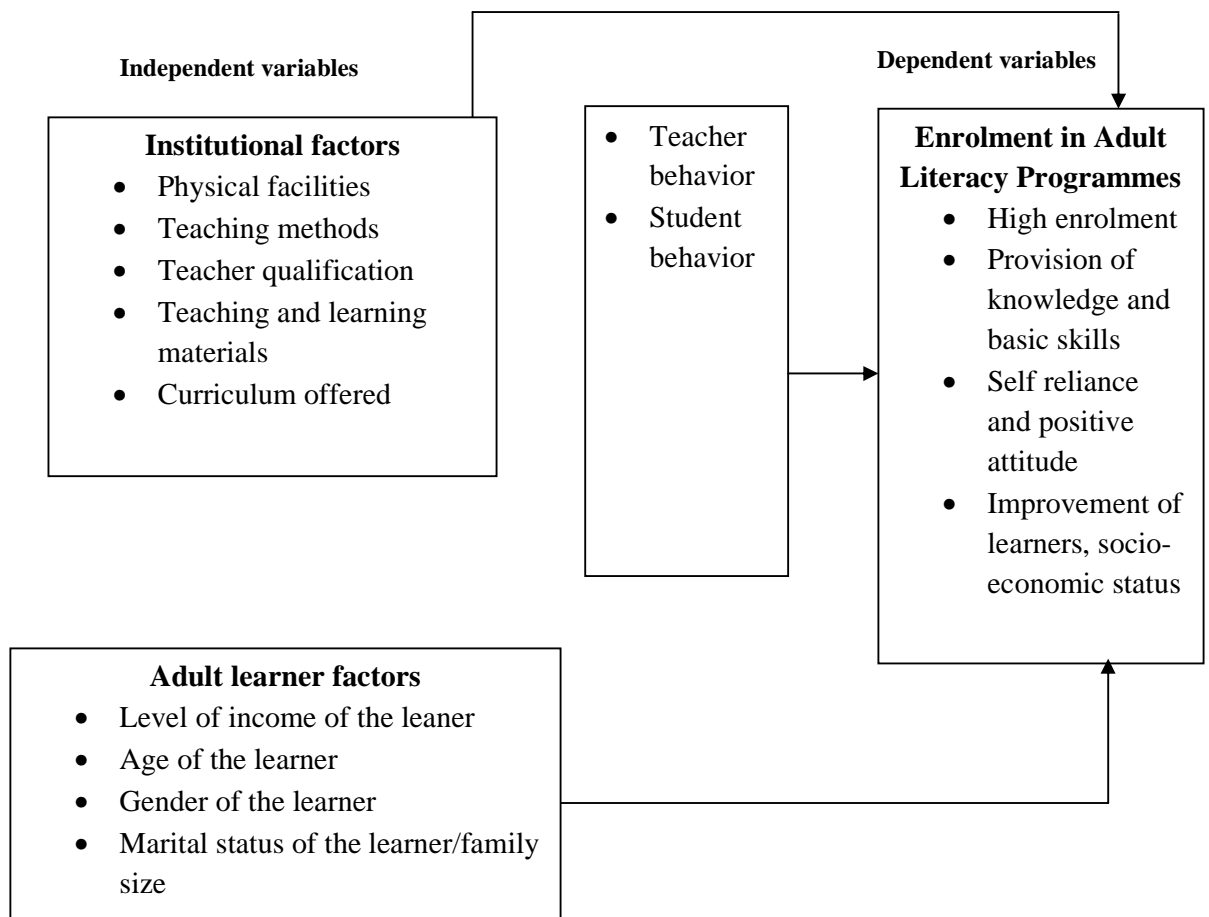 Independent variables
Institutional factors
• Physical facilities
• Teaching methods
• Teacher qualification
• Teaching and learning
materials
• Curriculum offered
• Teacher
behavior
• Student
behavior
Dependent variables
Enrolment in Adult
Literacy Programmes
• High enrolment
• Provision of
knowledge and
basic skills
• Self reliance
and positive
attitude
• Improvement of
learners, socio-
economic status
Adult learner factors
• Level of income of the leaner
• Age of the learner
• Gender of the learner
• Marital status of the learner/family
size